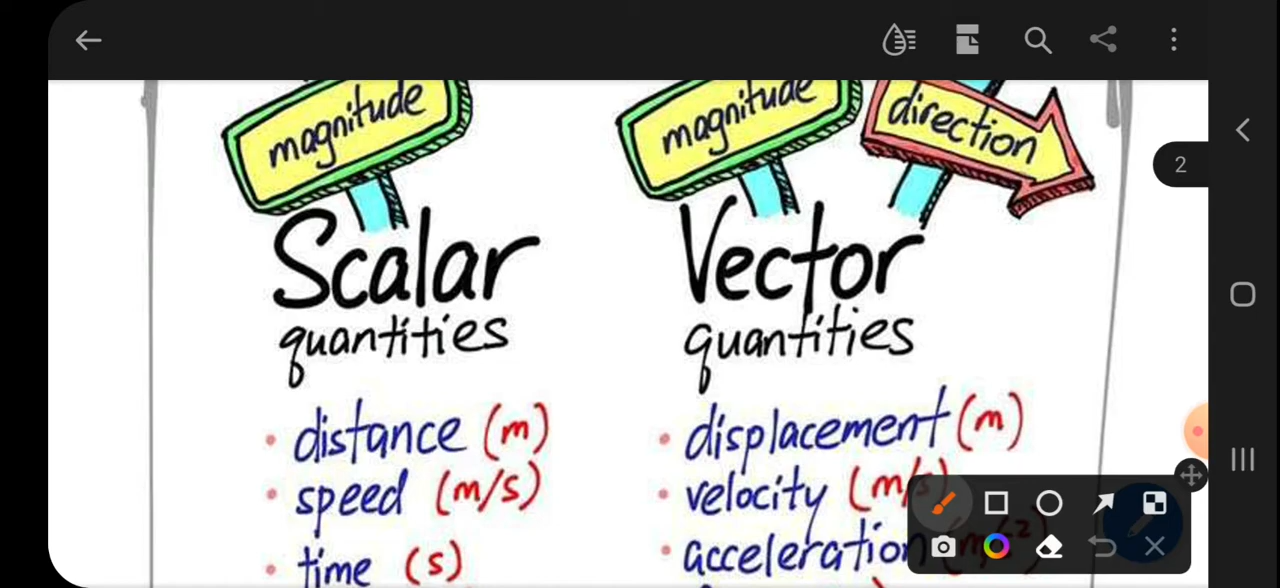 2
magnitude
magnitude direction
Scalar
quantities
• distance (m)
• speed (m/s)
• time (s)
Vector
quantities
• displacement (m)
• velocity (m/s)
• acceleration